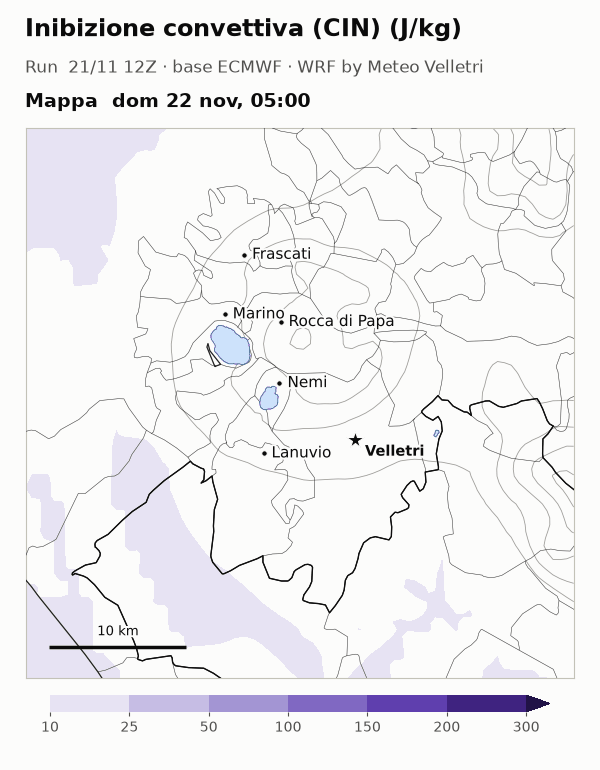 Inibizione convettiva (CIN) (J/kg)
Run  21/11 12Z · base ECMWF · WRF by Meteo Velletri
Mappa  dom 22 nov, 05:00
Frascati
Marino
Rocca di Papa
Nemi
Velletri
Lanuvio
10 km
10 25 50 100 150 200 300